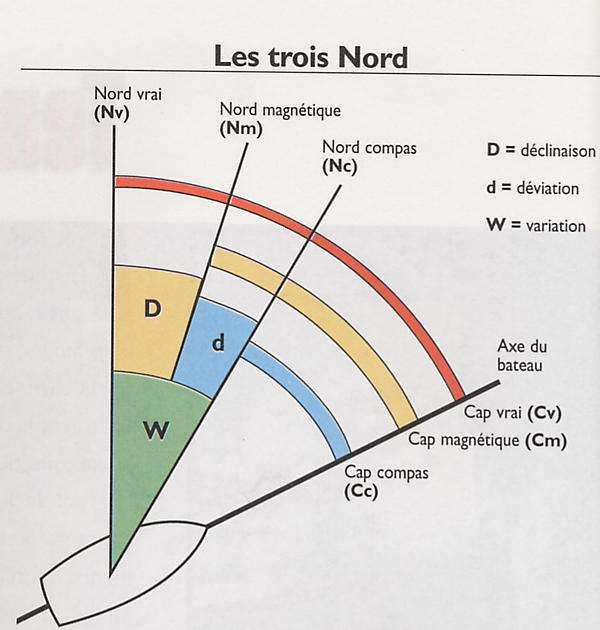 Les trois Nord
Nord vrai
(Nv)
Nord magnétique
(Nm)
Nord compas
(Nc)
D = déclinaison
d = déviation
W = variation
D
d
W
Axe du
bateau
Cap vrai (Cv)
Cap magnétique (Cm)
Cap compas
(Cc)